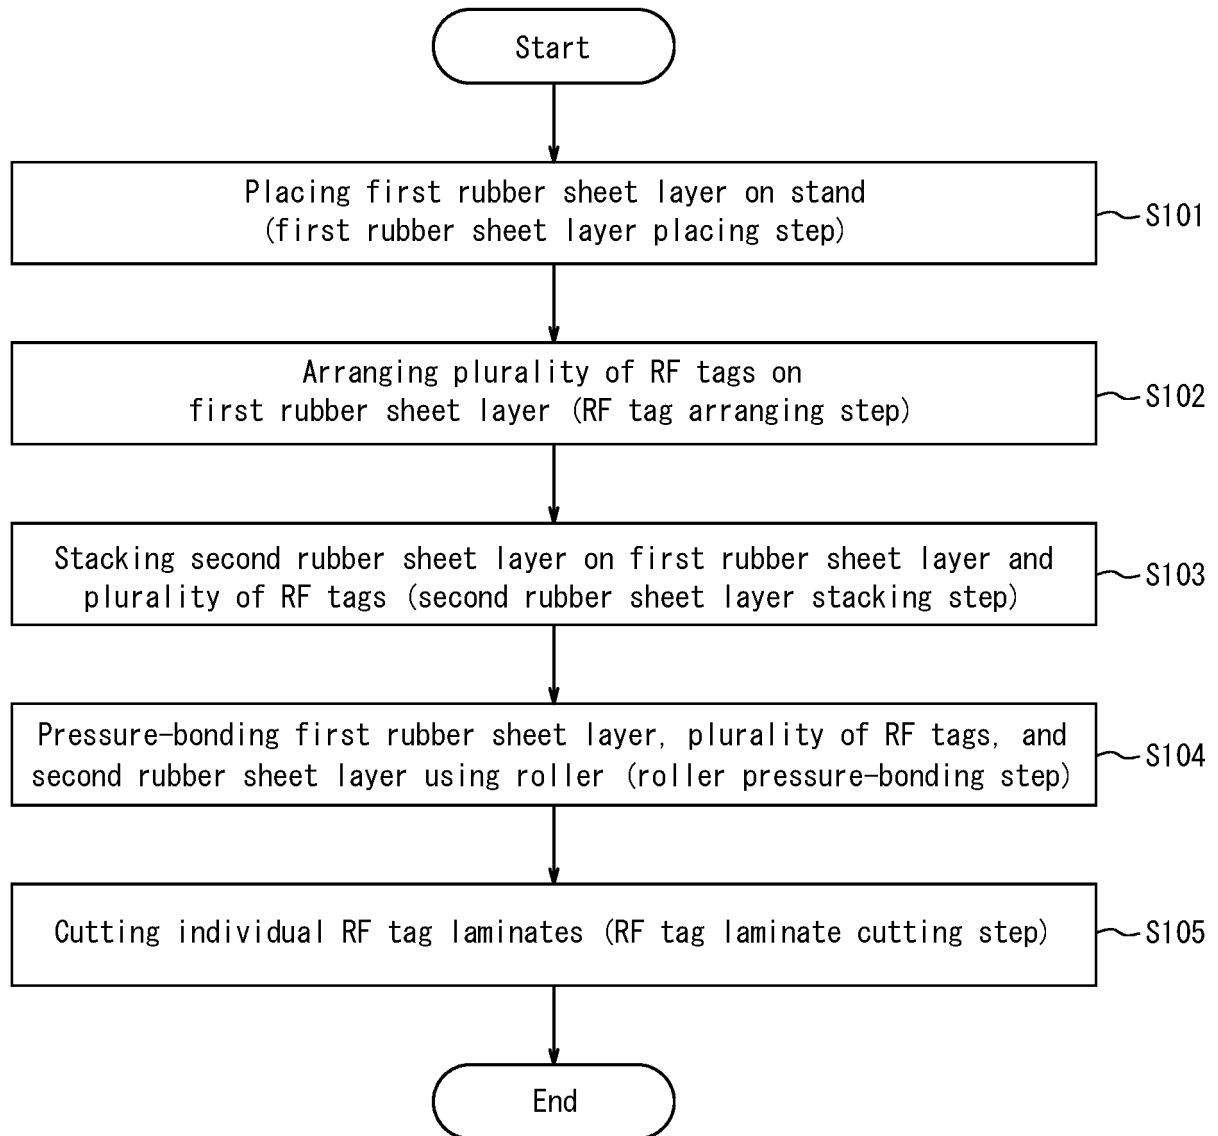 Start
Placing first rubber sheet layer on stand
(first rubber sheet layer placing step)
S101
Arranging plurality of RF tags on
first rubber sheet layer (RF tag arranging step)
S102
Stacking second rubber sheet layer on first rubber sheet layer and
plurality of RF tags (second rubber sheet layer stacking step)
S103
Pressure-bonding first rubber sheet layer, plurality of RF tags, and
second rubber sheet layer using roller (roller pressure-bonding step)
S104
Cutting individual RF tag laminates (RF tag laminate cutting step)
S105
End